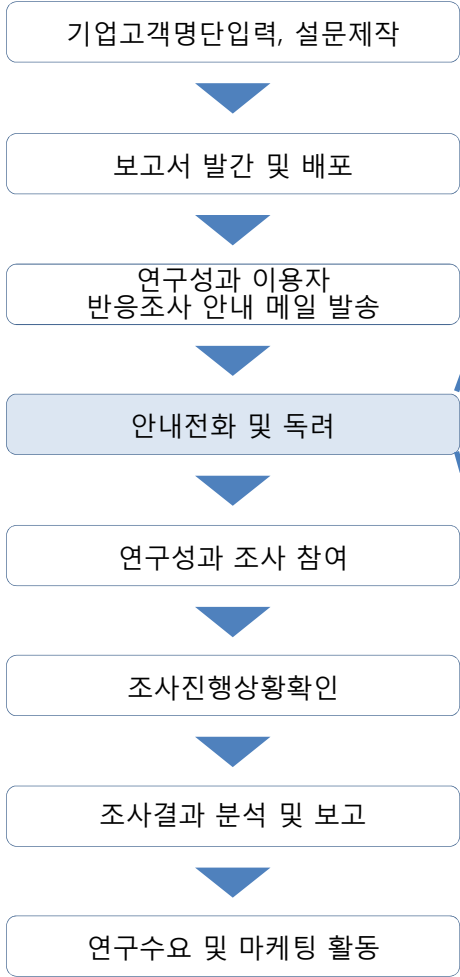 기업고객명단입력, 설문제작
보고서 발간 및 배포
연구성과 이용자
반응조사 안내 메일 발송
안내전화 및 독려
연구성과 조사 참여
조사진행상황확인
조사결과 분석 및 보고
연구수요 및 마케팅 활동